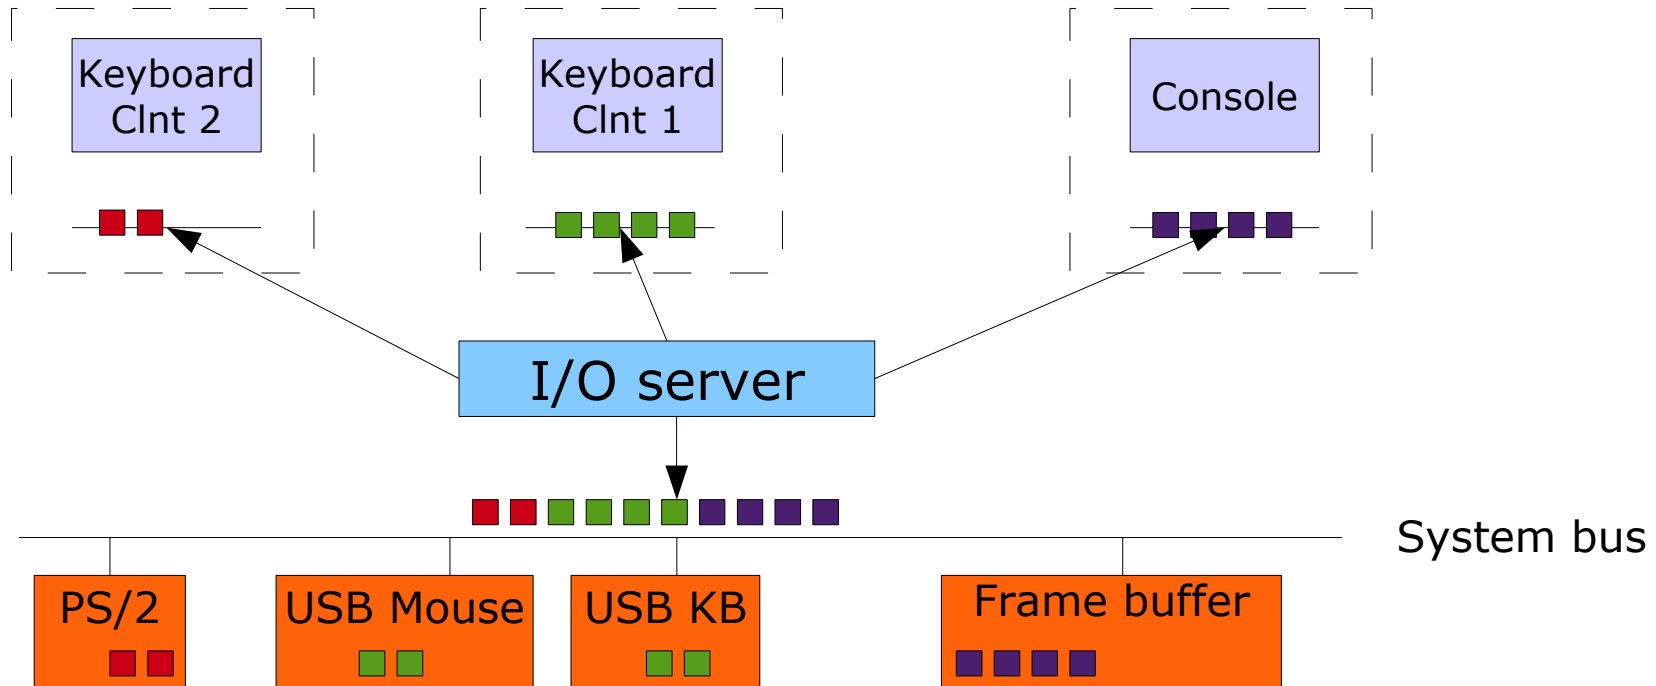 Keyboard
Clnt 2
Keyboard
Clnt 1
Console
I/O server
System bus
PS/2
USB Mouse
USB KB
Frame buffer